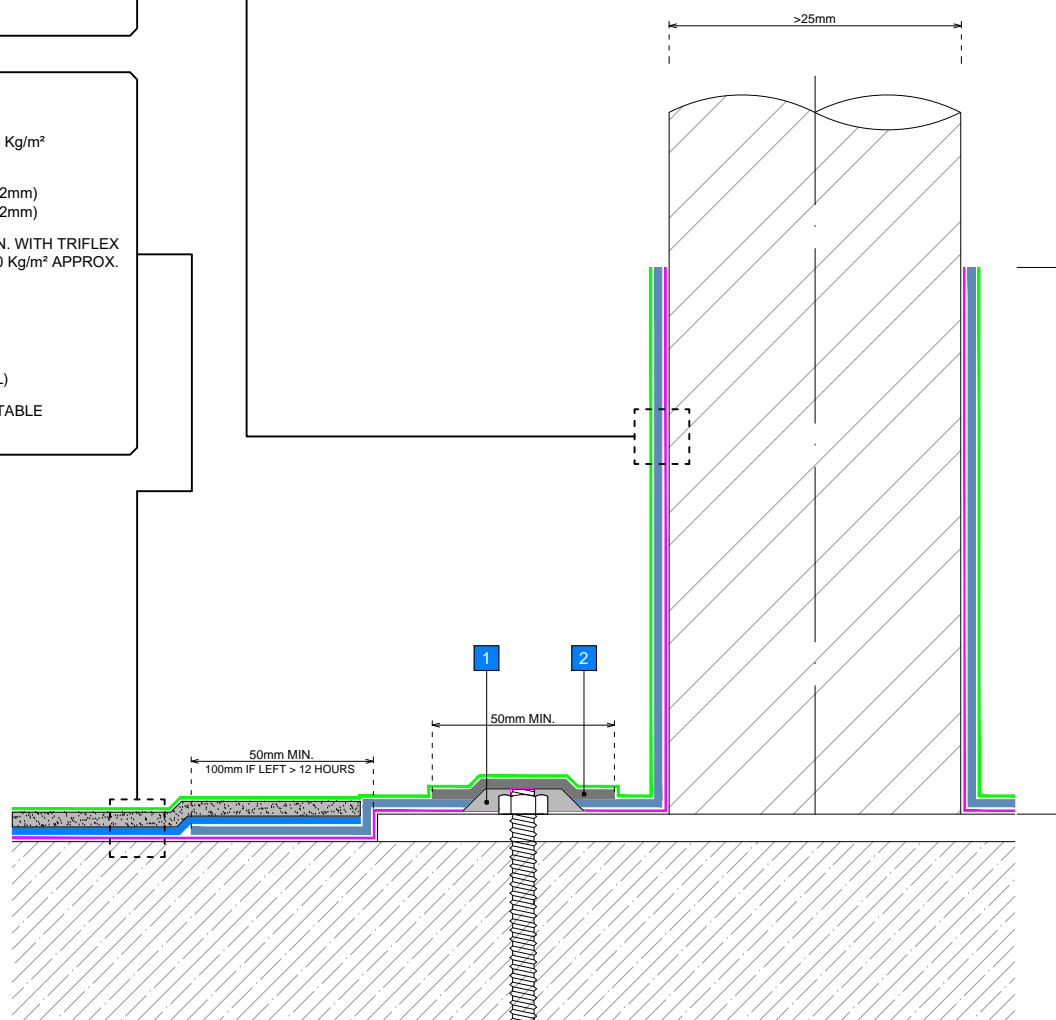 >25mm
Kg/m²
2mm)
2mm)
N. WITH TRIFLEX
0 Kg/m² APPROX.
L)
TABLE
1
2
50mm MIN.
50mm MIN.
100mm IF LEFT > 12 HOURS